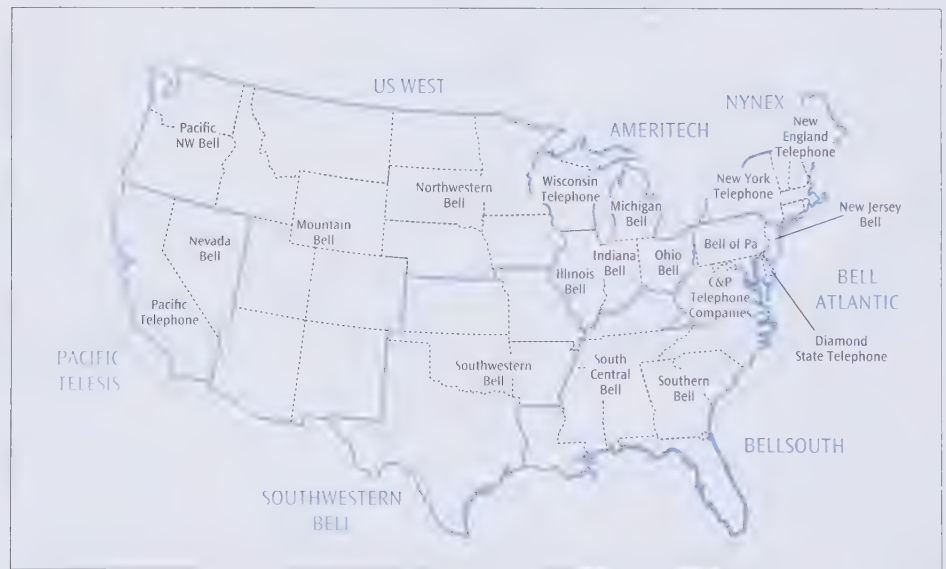 US WEST
NYNEX
New
England
Telephone
AMERITECH
Pacific
NW Bell
New York
Telephone
Wisconsin
Telephone
Northwestern
Bell
Michigan
Bell
New Jersey
Bell
Mountain
Bell
Nevada
Bell
Bell of Pa
Indiana
Bell
Ohio
Bell
Illinois
Bell
C&P
Telephone
Companies
BELL
ATLANTIC
Pacific
Telephone
Diamond
State Telephone
PACIFIC
TELESIS
Southwestern
Bell
South
Central
Bell
Southern
Bell
BELLSOUTH
SOUTHWESTERN
BELL